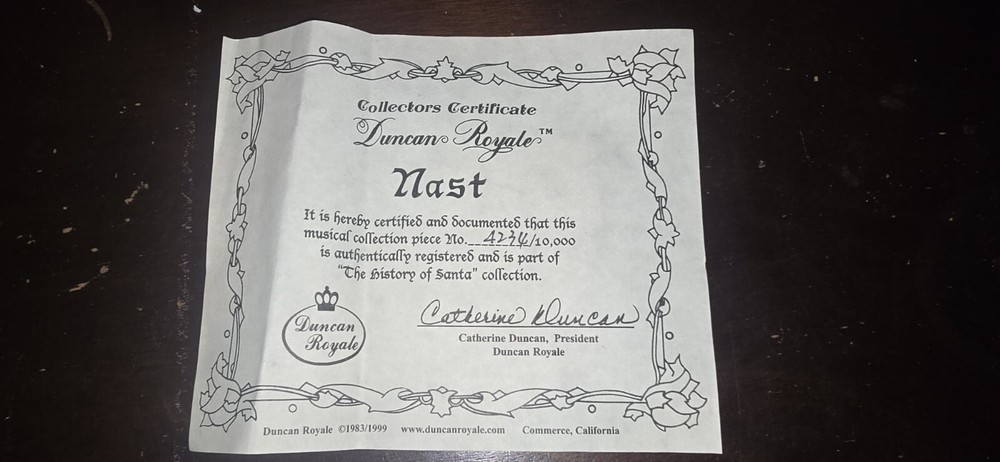 Collectors Certificate
Duncan Royale™
Nast
It is hereby certified and documented that this
musical collection piece No. 4234/10,000
is authentically registered and is part of
"The History of Santa" collection.
Duncan
Royale
Catherine Duncan
Catherine Duncan, President
Duncan Royale
Duncan Royale ©1983/1999 www.duncanroyale.com Commerce, California